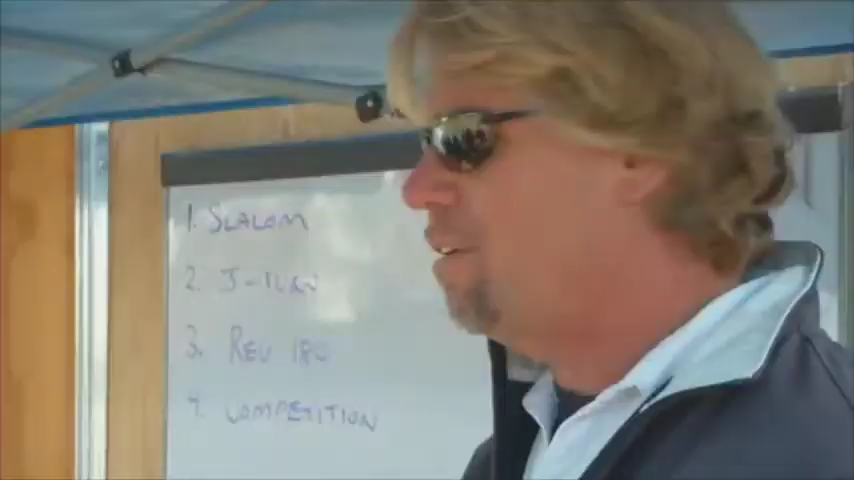 1. SLALOM
2. J-TURN
3. REV 180
4. COMPETITION